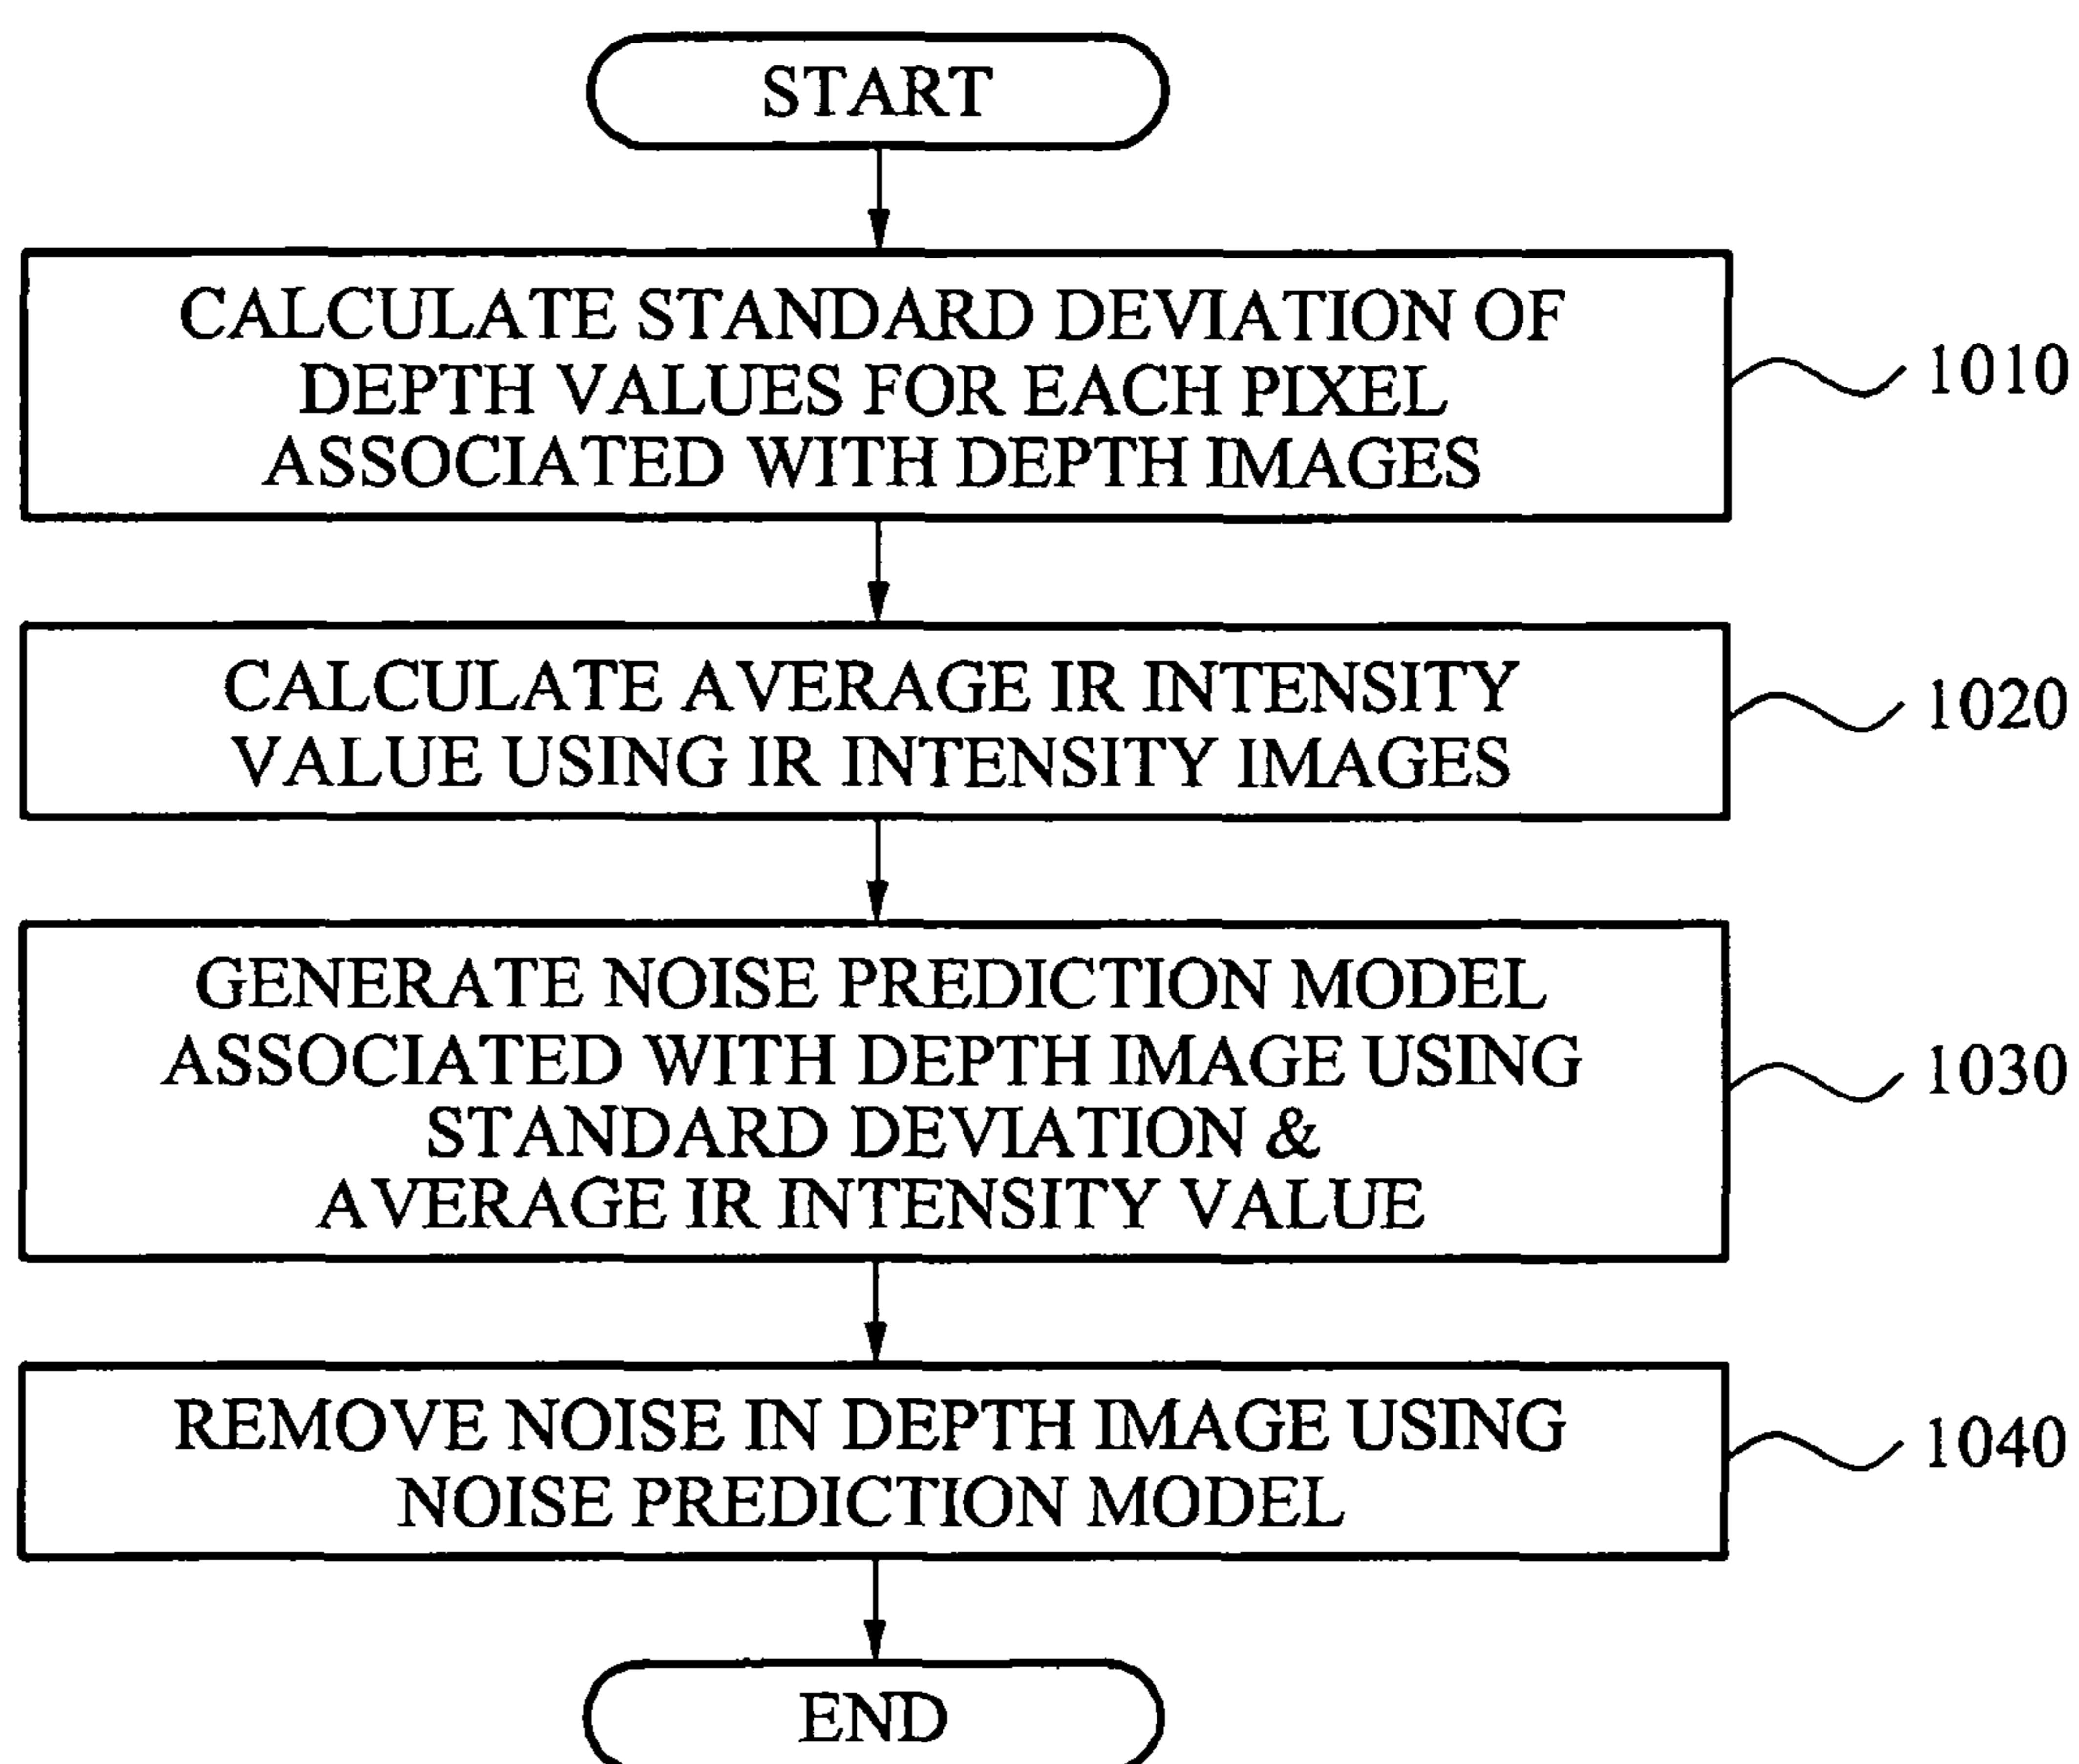 START
CALCULATE STANDARD DEVIATION OF
DEPTH VALUES FOR EACH PIXEL
ASSOCIATED WITH DEPTH IMAGES
1010
CALCULATE AVERAGE IR INTENSITY
VALUE USING IR INTENSITY IMAGES
1020
GENERATE NOISE PREDICTION MODEL
ASSOCIATED WITH DEPTH IMAGE USING
STANDARD DEVIATION &
AVERAGE IR INTENSITY VALUE
1030
REMOVE NOISE IN DEPTH IMAGE USING
NOISE PREDICTION MODEL
1040
END